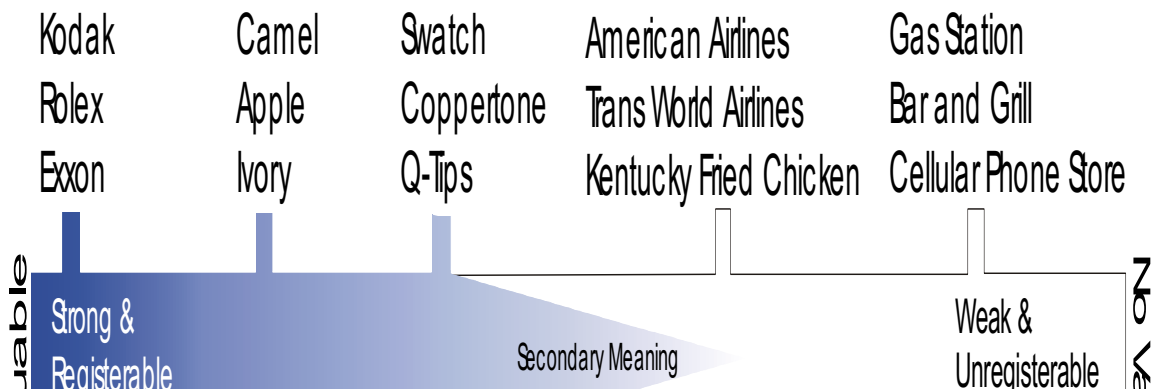 Kodak
Rolex
Exxon
Camel
Apple
Ivory
Swatch
Coppertone
Q-Tips
American Airlines
Trans World Airlines
Kentucky Fried Chicken
Gas Station
Bar and Grill
Cellular Phone Store
Strong &
Registerable
Secondary Meaning
Weak &
Unregisterable
No